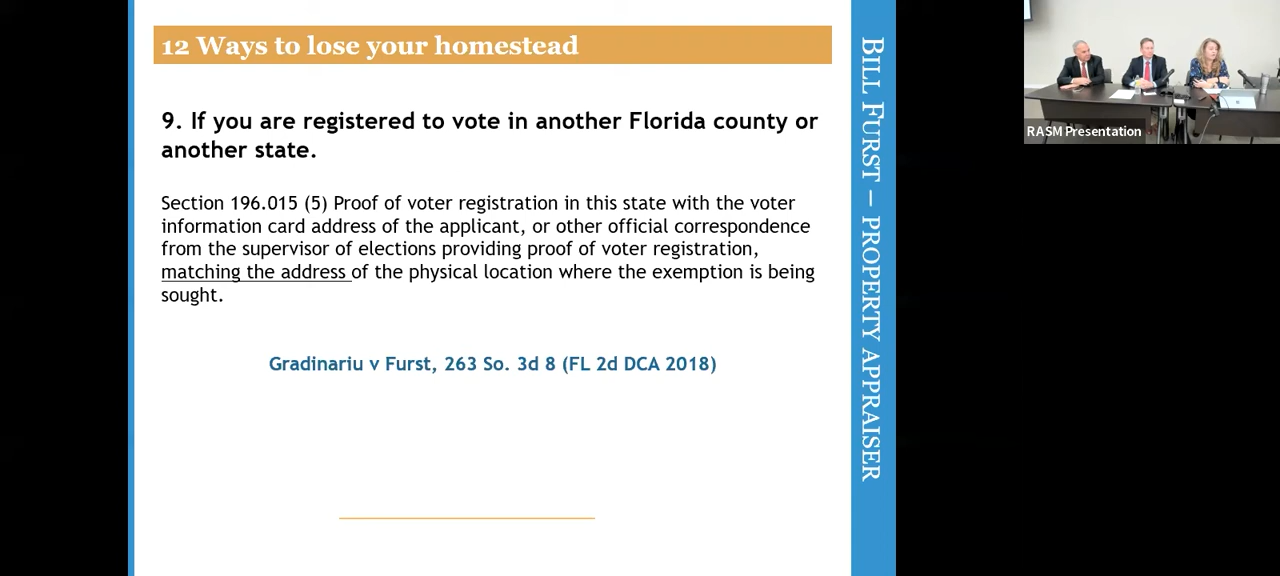 12 Ways to lose your homestead
9. If you are registered to vote in another Florida county or
another state.
Section 196.015 (5) Proof of voter registration in this state with the voter
information card address of the applicant, or other official correspondence
from the supervisor of elections providing proof of voter registration,
matching the address of the physical location where the exemption is being
sought.
Gradinariu v Furst, 263 So. 3d 8 (FL 2d DCA 2018)
BILL FURST – PROPERTY APPRAISER
RASM Presentation